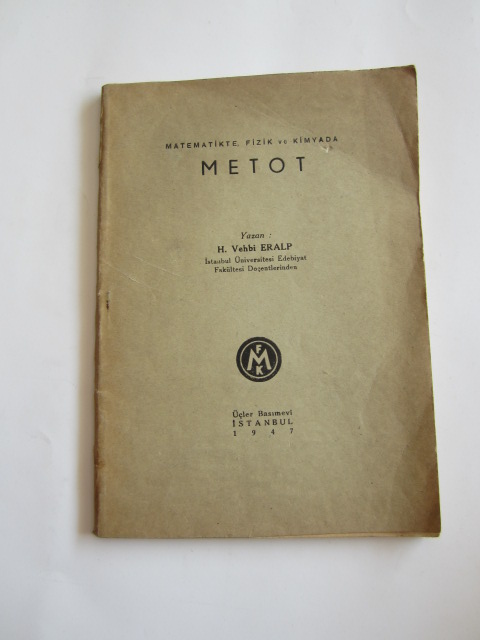 MATEMATİKTE, FİZİK ve KİMYADA
METOT
Yazan :
H. Vehbi ERALP
İstanbul Üniversitesi Edebiyat
Fakültesi Doçentlerinden
F
M
K
Üçler Basımevi
İSTANBUL
1947